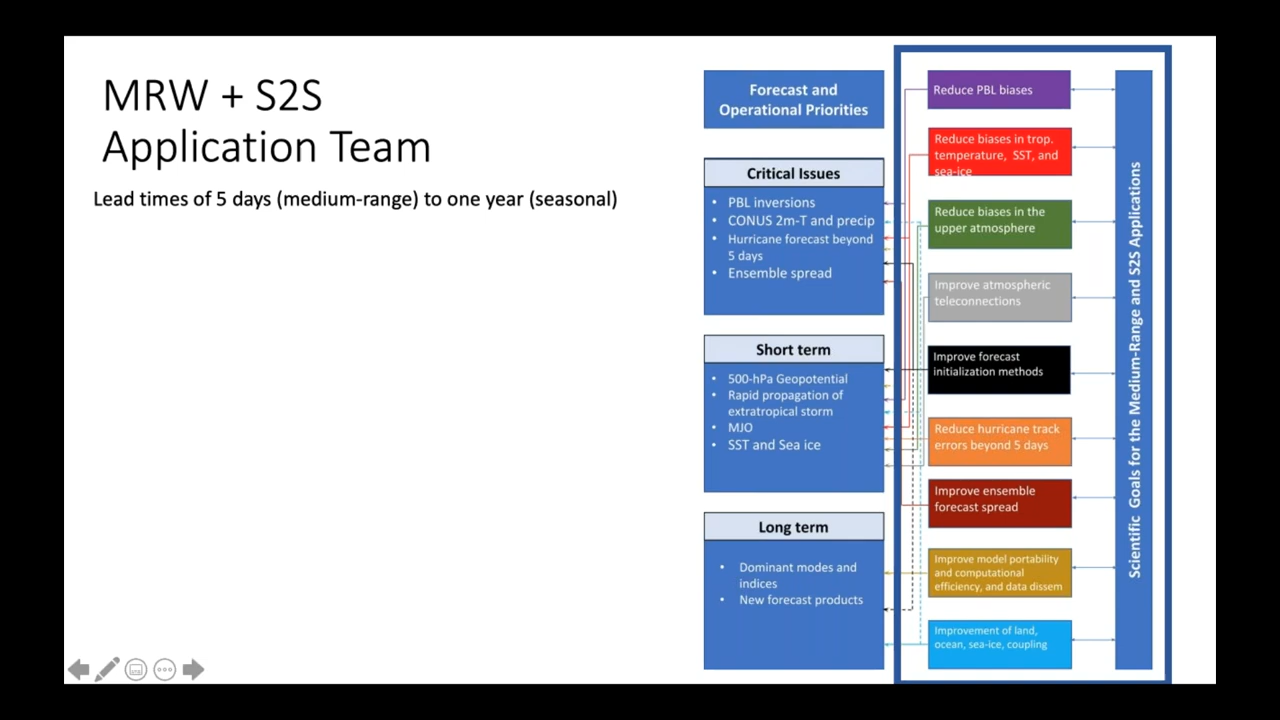 MRW + S2S
Application Team
Lead times of 5 days (medium-range) to one year (seasonal)
Forecast and
Operational Priorities
Critical Issues
• PBL inversions
• CONUS 2m-T and precip
• Hurricane forecast beyond
5 days
• Ensemble spread
Short term
• 500-hPa Geopotential
• Rapid propagation of
extratropical storm
• MJO
• SST and Sea ice
Long term
• Dominant modes and
indices
• New forecast products
Reduce PBL biases
Reduce biases in trop.
temperature, SST, and
sea-ice
Reduce biases in the
upper atmosphere
Improve atmospheric
teleconnections
Improve forecast
initialization methods
Reduce hurricane track
errors beyond 5 days
Improve ensemble
forecast spread
Improve model portability
and computational
efficiency, and data dissem
Improvement of land,
ocean, sea-ice, coupling
Scientific Goals for the Medium-Range and S2S Applications